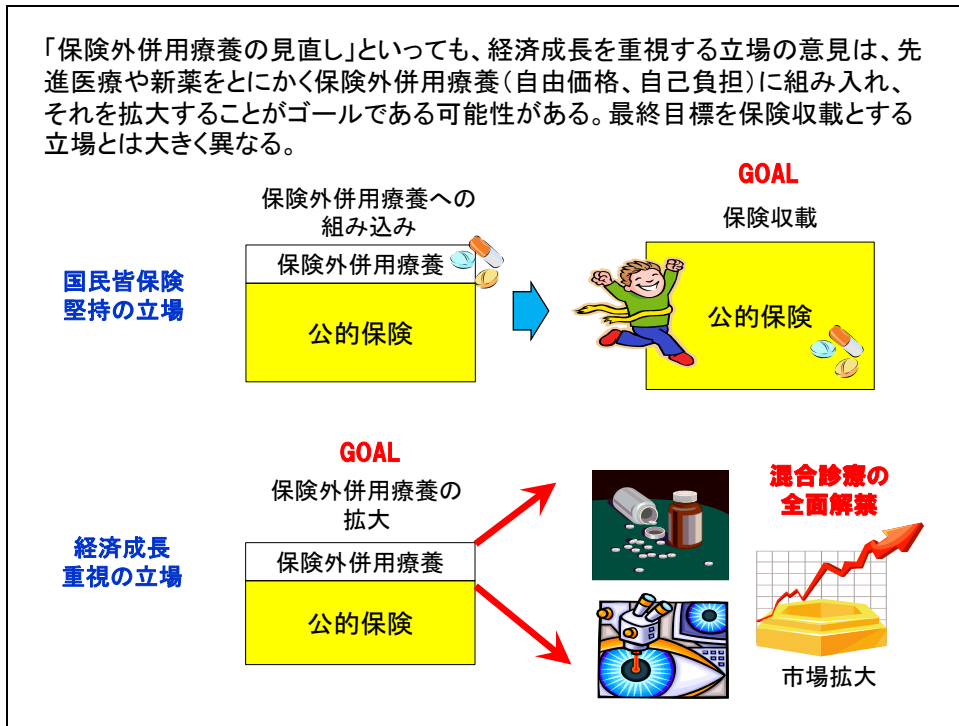 「保険外併用療養の見直し」といっても、経済成長を重視する立場の意見は、先
進医療や新薬をとにかく保険外併用療養(自由価格、自己負担)に組み入れ、
それを拡大することがゴールである可能性がある。最終目標を保険収載とする
立場とは大きく異なる。
GOAL
保険外併用療養への
組み込み
保険収載
保険外併用療養
国民皆保険
堅持の立場
公的保険
公的保険
GOAL
保険外併用療養の
拡大
混合診療の
全面解禁
経済成長
重視の立場
保険外併用療養
公的保険
市場拡大